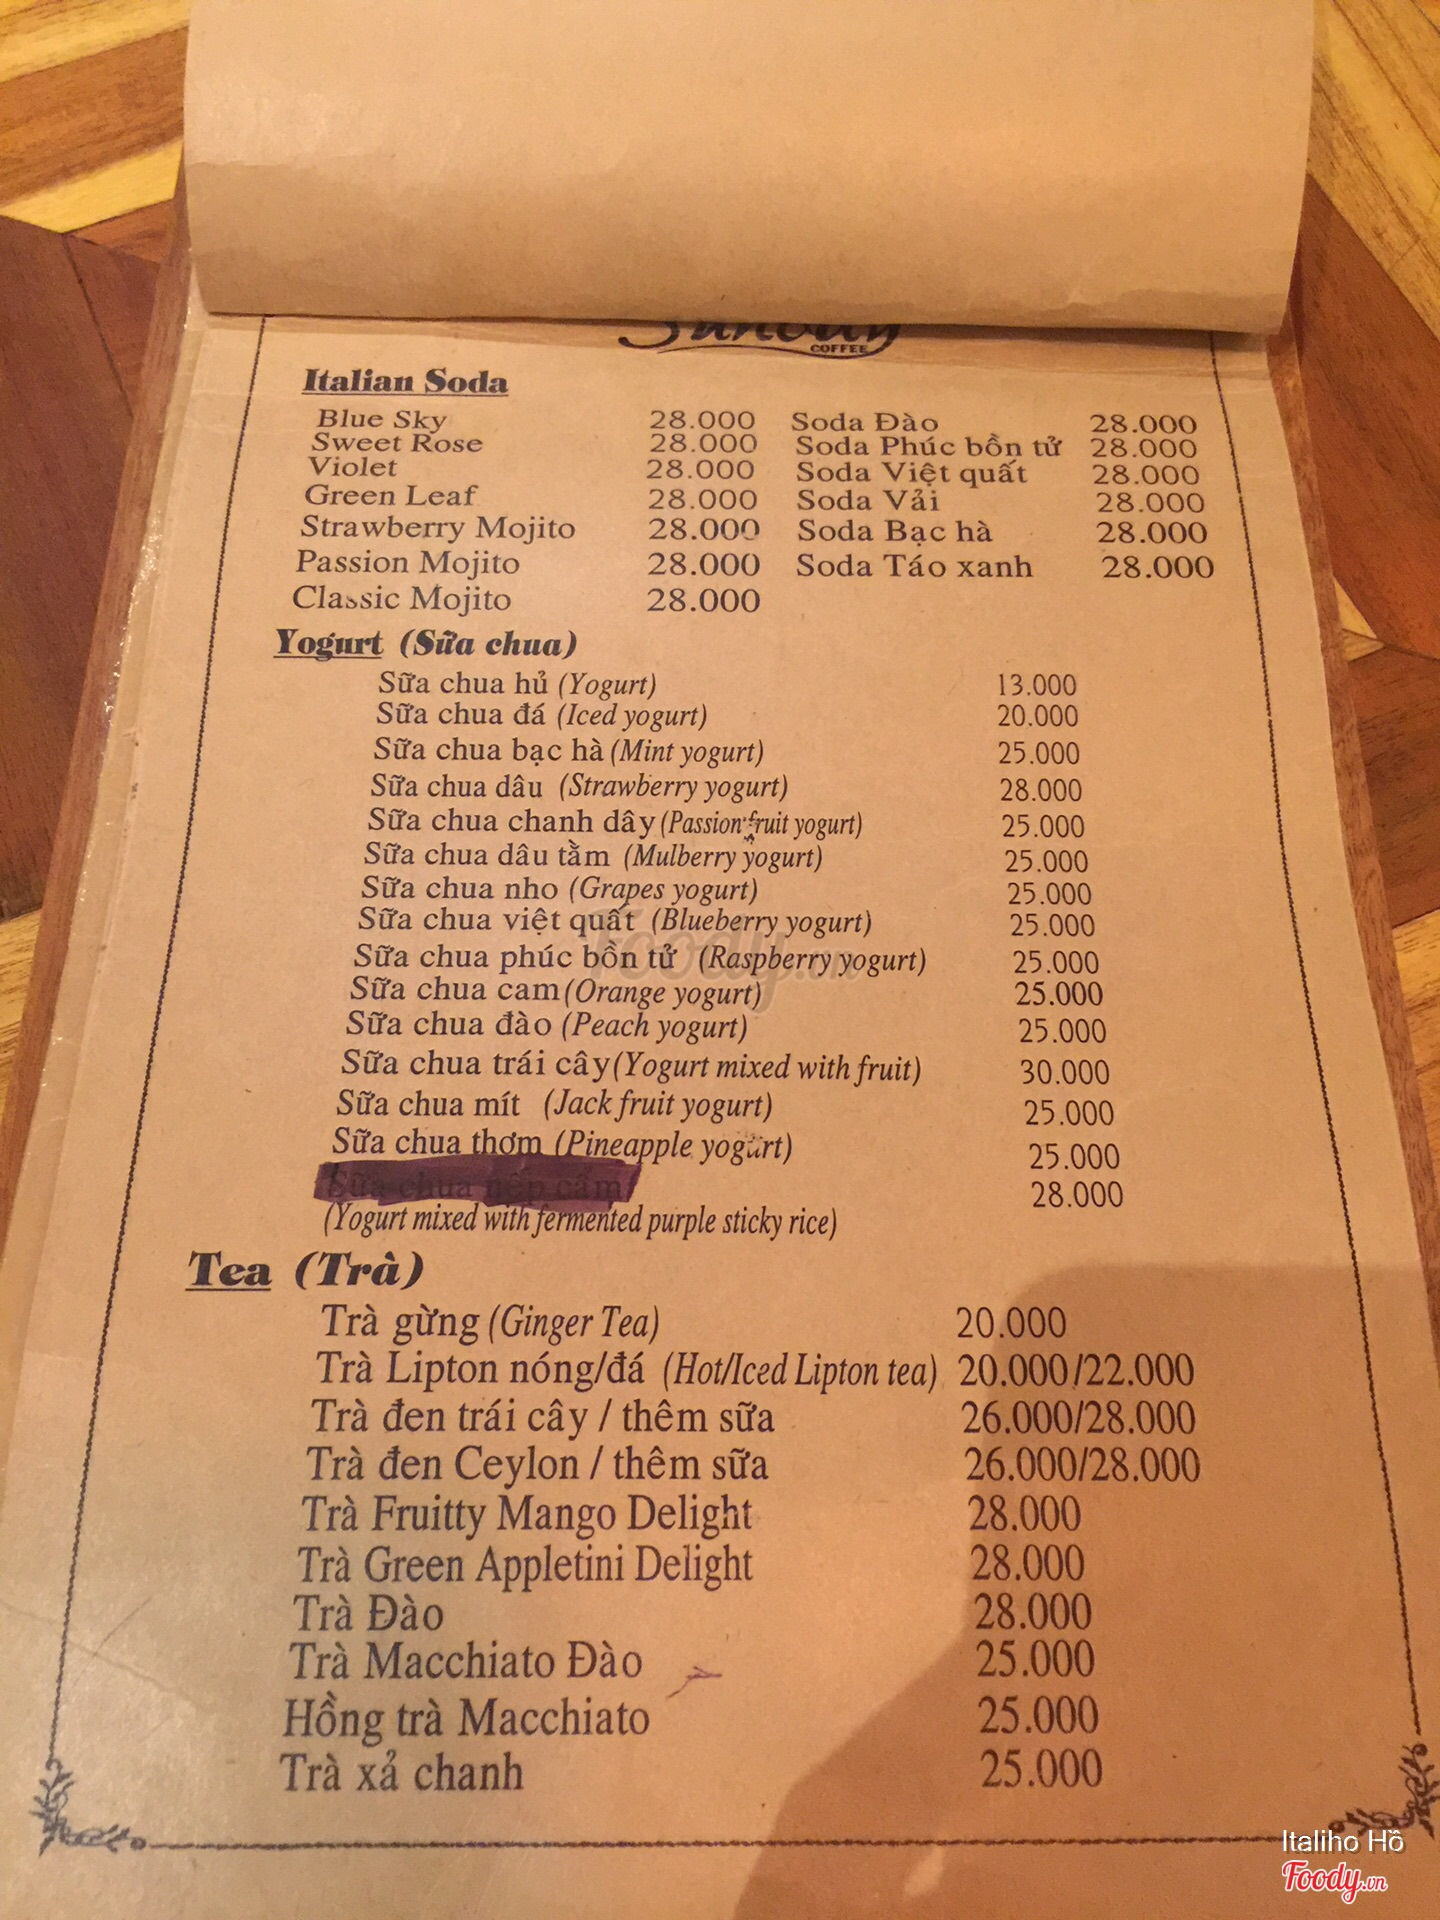 COFFEE
Italian Soda
Blue Sky 28.000 Soda Đào 28.000
Sweet Rose 28.000 Soda Phúc bồn tử 28.000
Violet 28.000 Soda Việt quất 28.000
Green Leaf 28.000 Soda Vải 28.000
Strawberry Mojito 28.000 Soda Bạc hà 28.000
Passion Mojito 28.000 Soda Táo xanh 28.000
Classic Mojito 28.000
Yogurt (Sữa chua)
Sữa chua hủ (Yogurt) 13.000
Sữa chua đá (Iced yogurt) 20.000
Sữa chua bạc hà (Mint yogurt) 25.000
Sữa chua dâu (Strawberry yogurt) 28.000
Sữa chua chanh dây (Passion fruit yogurt) 25.000
Sữa chua dâu tằm (Mulberry yogurt) 25.000
Sữa chua nho (Grapes yogurt) 25.000
Sữa chua việt quất (Blueberry yogurt) 25.000
Sữa chua phúc bồn tử (Raspberry yogurt) 25.000
Sữa chua cam (Orange yogurt) 25.000
Sữa chua đào (Peach yogurt) 25.000
Sữa chua trái cây (Yogurt mixed with fruit) 30.000
Sữa chua mít (Jack fruit yogurt) 25.000
Sữa chua thơm (Pineapple yogurt) 25.000
Sữa chua nếp cẩm 28.000
(Yogurt mixed with fermented purple sticky rice)
Tea (Trà)
Trà gừng (Ginger Tea) 20.000
Trà Lipton nóng/đá (Hot/Iced Lipton tea) 20.000/22.000
Trà đen trái cây / thêm sữa 26.000/28.000
Trà đen Ceylon / thêm sữa 26.000/28.000
Trà Fruitty Mango Delight 28.000
Trà Green Appletini Delight 28.000
Trà Đào 28.000
Trà Macchiato Đào 25.000
Hồng trà Macchiato 25.000
Trà xả chanh 25.000
Italiho Hồ
Foody.vn